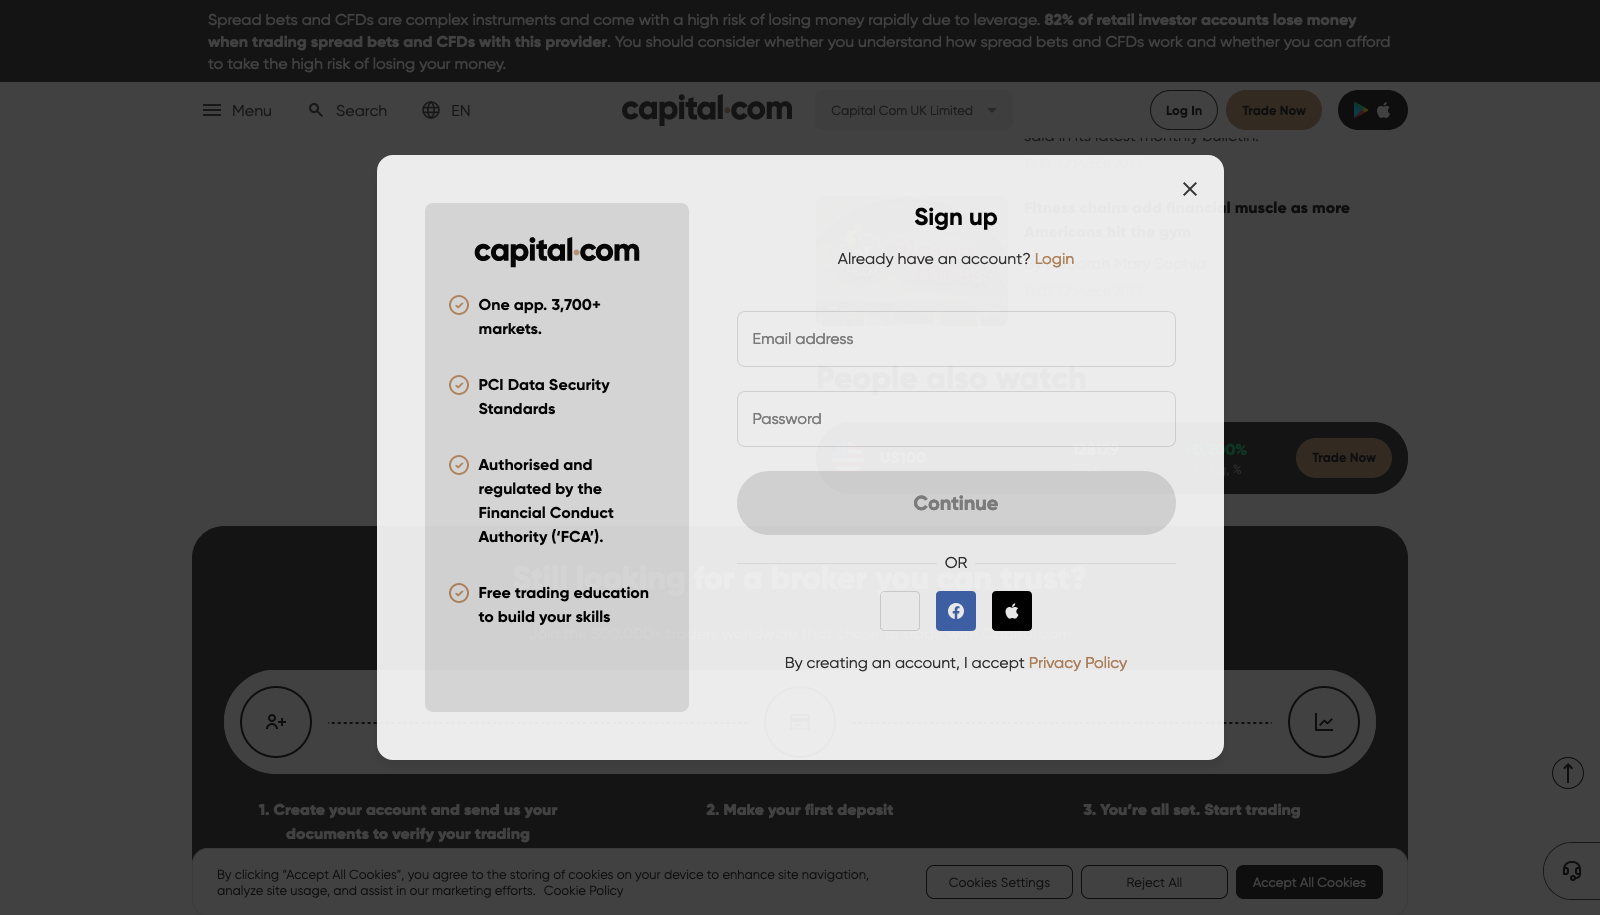 Spread bets and CFDs are complex instruments and come with a high risk of losing money rapidly due to leverage. 82% of retail investor accounts lose money
when trading spread bets and CFDs with this provider. You should consider whether you understand how spread bets and CFDs work and whether you can afford
to take the high risk of losing your money.
Menu
Search
EN
capital.com
Capital Com UK Limited
Log In
Trade Now
said in its latest monthly bulletin.
Fitness chains add financial muscle as more
Americans hit the gym
Sign up
Already have an account? Login
capital.com
One app. 3,700+
markets.
PCI Data Security
Standards
Authorised and
regulated by the
Financial Conduct
Authority (‘FCA’).
Free trading education
to build your skills
Email address
People also watch
Password
US100
Trade Now
Continue
OR
Still looking for a broker you can trust?
By creating an account, I accept Privacy Policy
1. Create your account and send us your
documents to verify your trading
2. Make your first deposit
3. You’re all set. Start trading
By clicking “Accept All Cookies”, you agree to the storing of cookies on your device to enhance site navigation,
analyze site usage, and assist in our marketing efforts. Cookie Policy
Cookies Settings
Reject All
Accept All Cookies